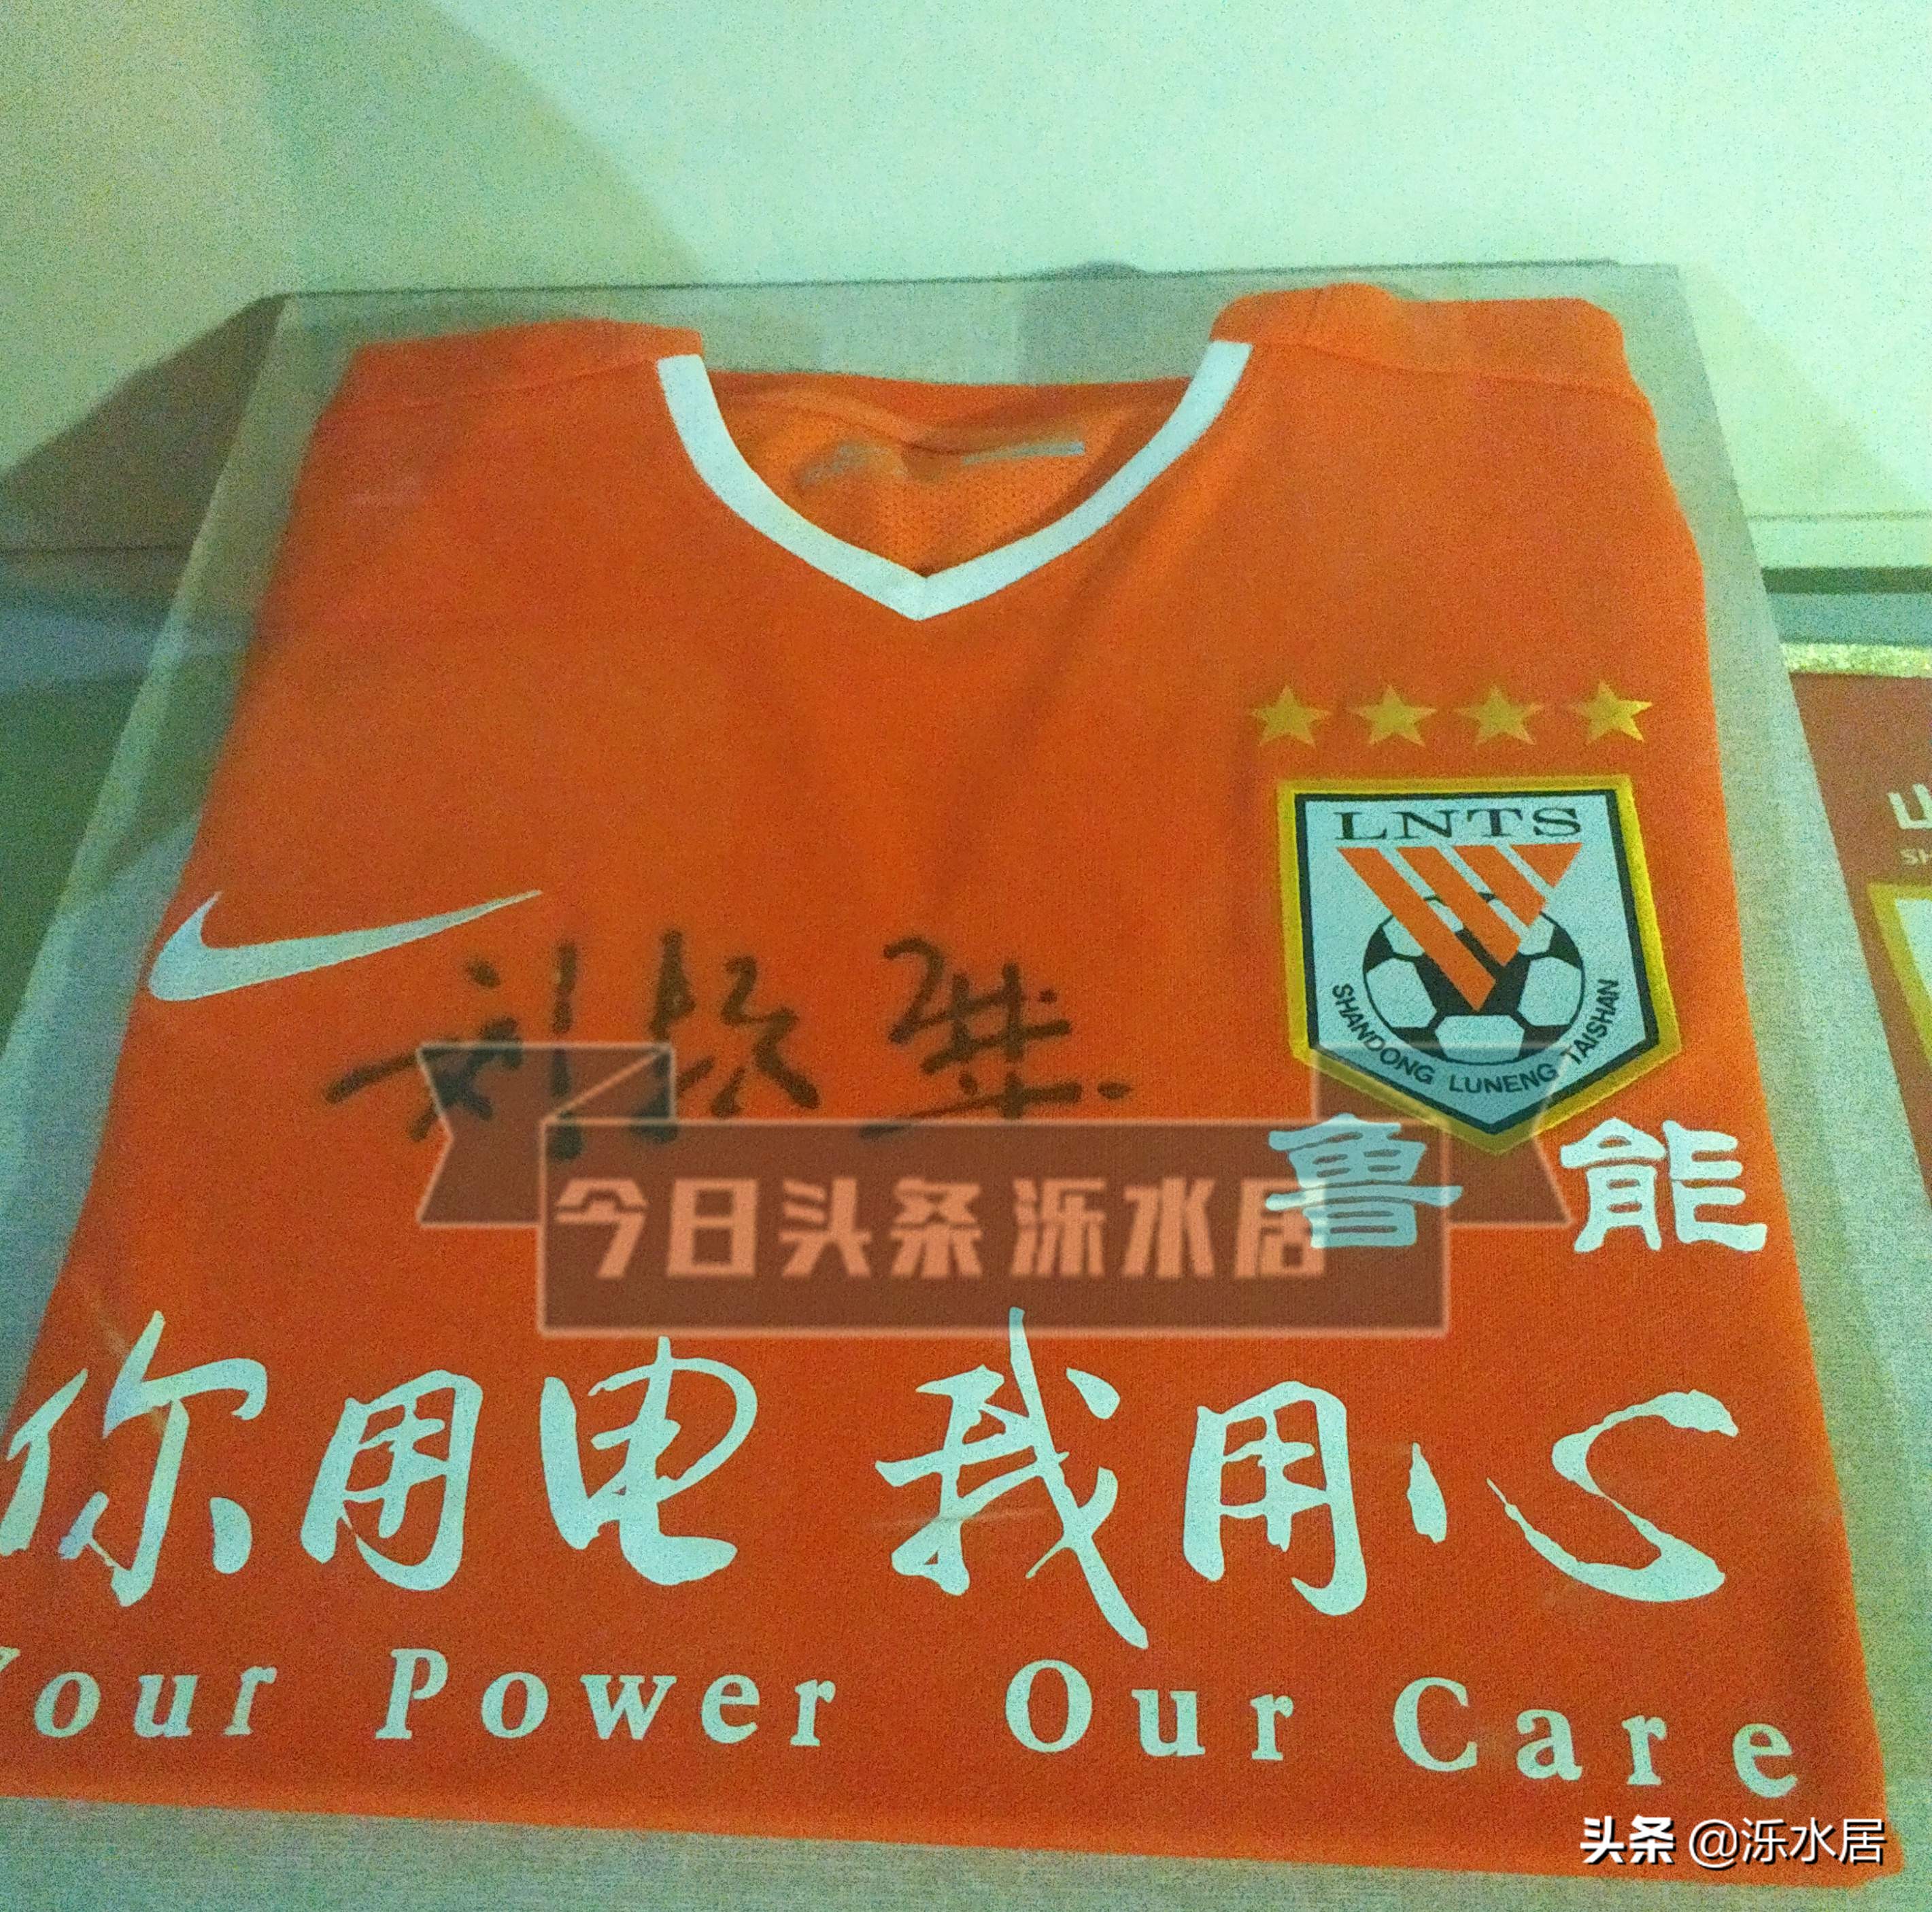 LNTS
SHANDONG LUNENG TAISHAN
鲁能
今日头条 泺水居
你用电 我用心
Your Power Our Care
头条 @泺水居